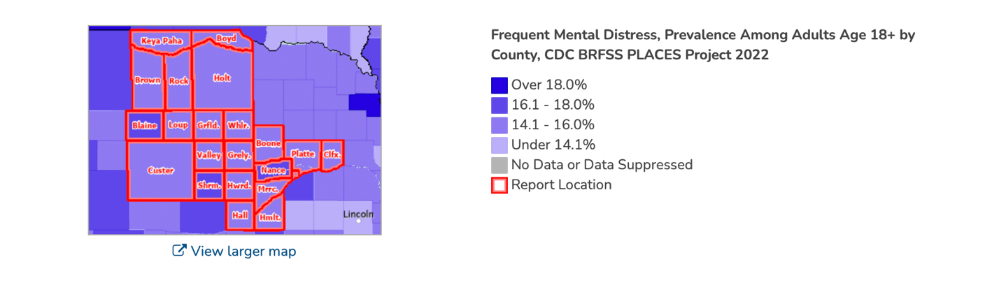 Keya Paha
Boyd
Brown
Rock
Holt
Blaine
Loup
Grfld.
Whlr.
Boone
Custer
Valley
Grely.
Platte
Clfx.
Nance
Shrm.
Hwrd.
Mrrc.
Hall
Hmlt.
Lincoln
View larger map
Frequent Mental Distress, Prevalence Among Adults Age 18+ by
County, CDC BRFSS PLACES Project 2022
Over 18.0%
16.1 - 18.0%
14.1 - 16.0%
Under 14.1%
No Data or Data Suppressed
Report Location